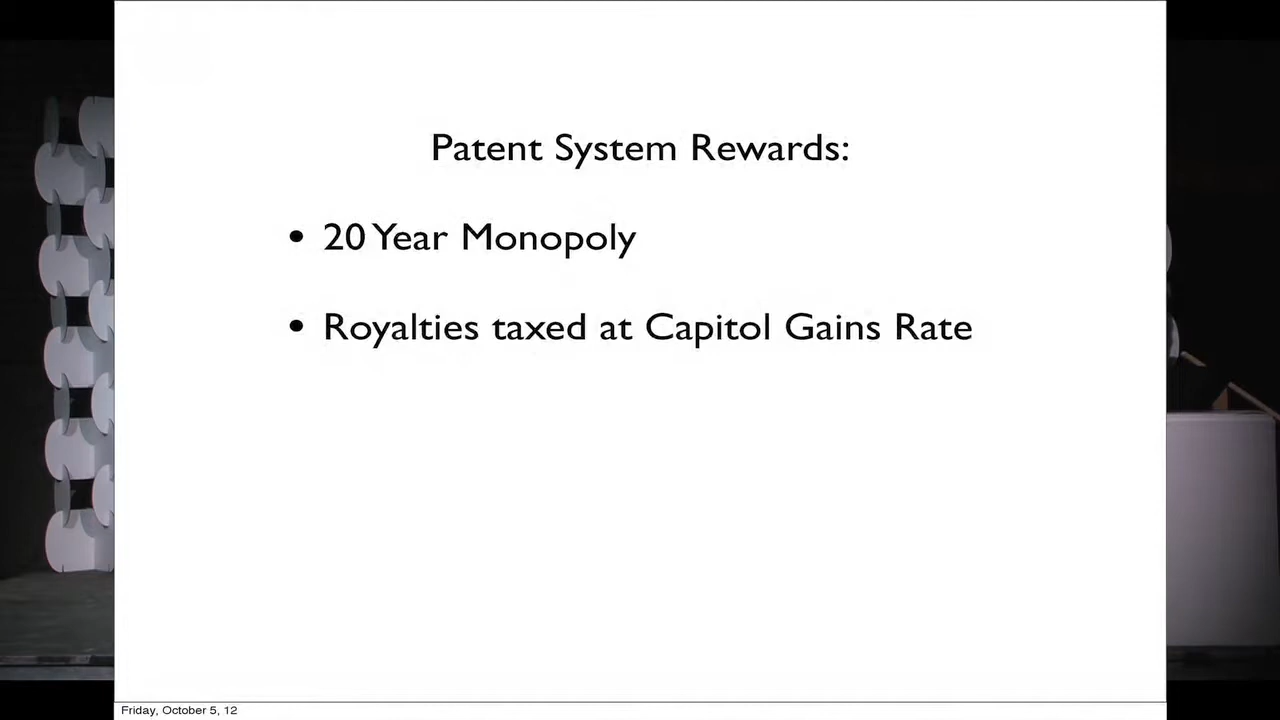 Patent System Rewards:
• 20 Year Monopoly
• Royalties taxed at Capitol Gains Rate
Friday, October 5, 12